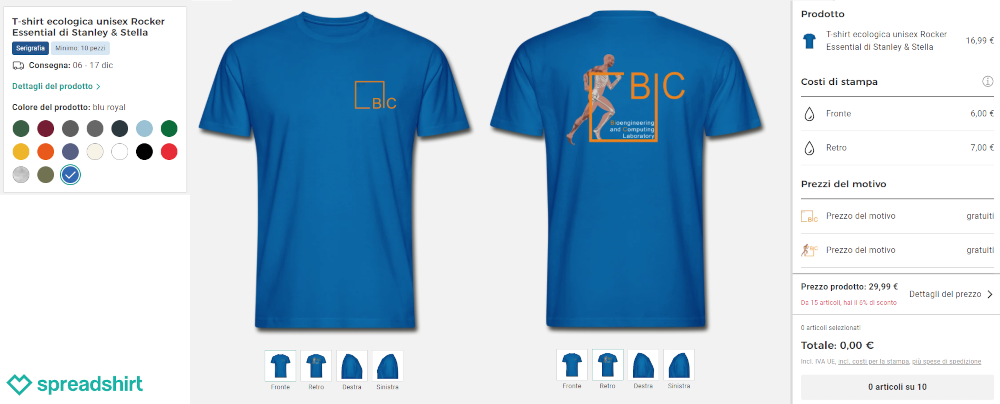 T-shirt ecologica unisex Rocker
Essential di Stanley & Stella
Serigrafia
Minimo: 10 pezzi
Consegna: 06 - 17 dic
Dettagli del prodotto
Colore del prodotto: blu royal
spreadshirt
BIC
BIC
Bioengineering
and Computing
Laboratory
Fronte
Retro
Destra
Sinistra
Fronte
Retro
Destra
Sinistra
Prodotto
T-shirt ecologica unisex Rocker
Essential di Stanley & Stella
16,99 €
Costi di stampa
Fronte
6,00 €
Retro
7,00 €
Prezzi del motivo
Prezzo del motivo
gratuiti
Prezzo del motivo
gratuiti
Prezzo prodotto: 29,99 €
Da 15 articoli, hai il 6% di sconto
Dettagli del prezzo
0 articoli selezionati
Totale: 0,00 €
Incl. IVA UE, incl. costi per la stampa, più spese di spedizione
0 articoli su 10